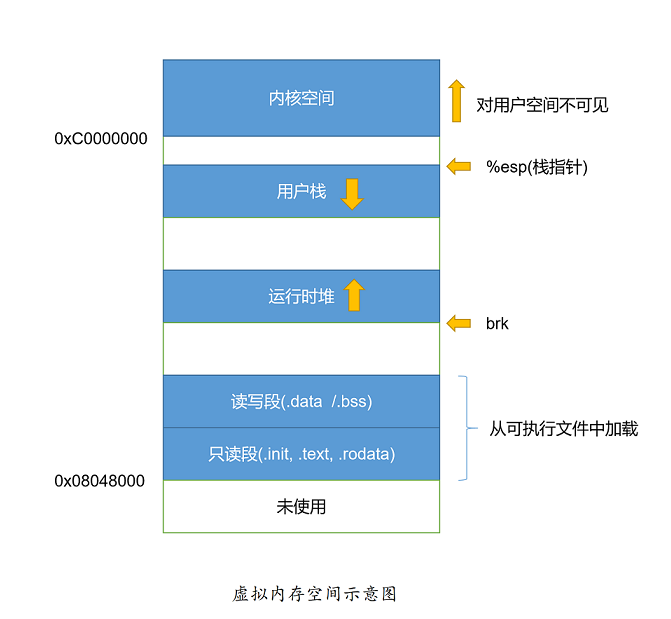 内核空间
对用户空间不可见
0xC0000000
%esp(栈指针)
用户栈
运行时堆
brk
读写段(.data /.bss)
从可执行文件中加载
只读段(.init, .text, .rodata)
0x08048000
未使用
虚拟内存空间示意图